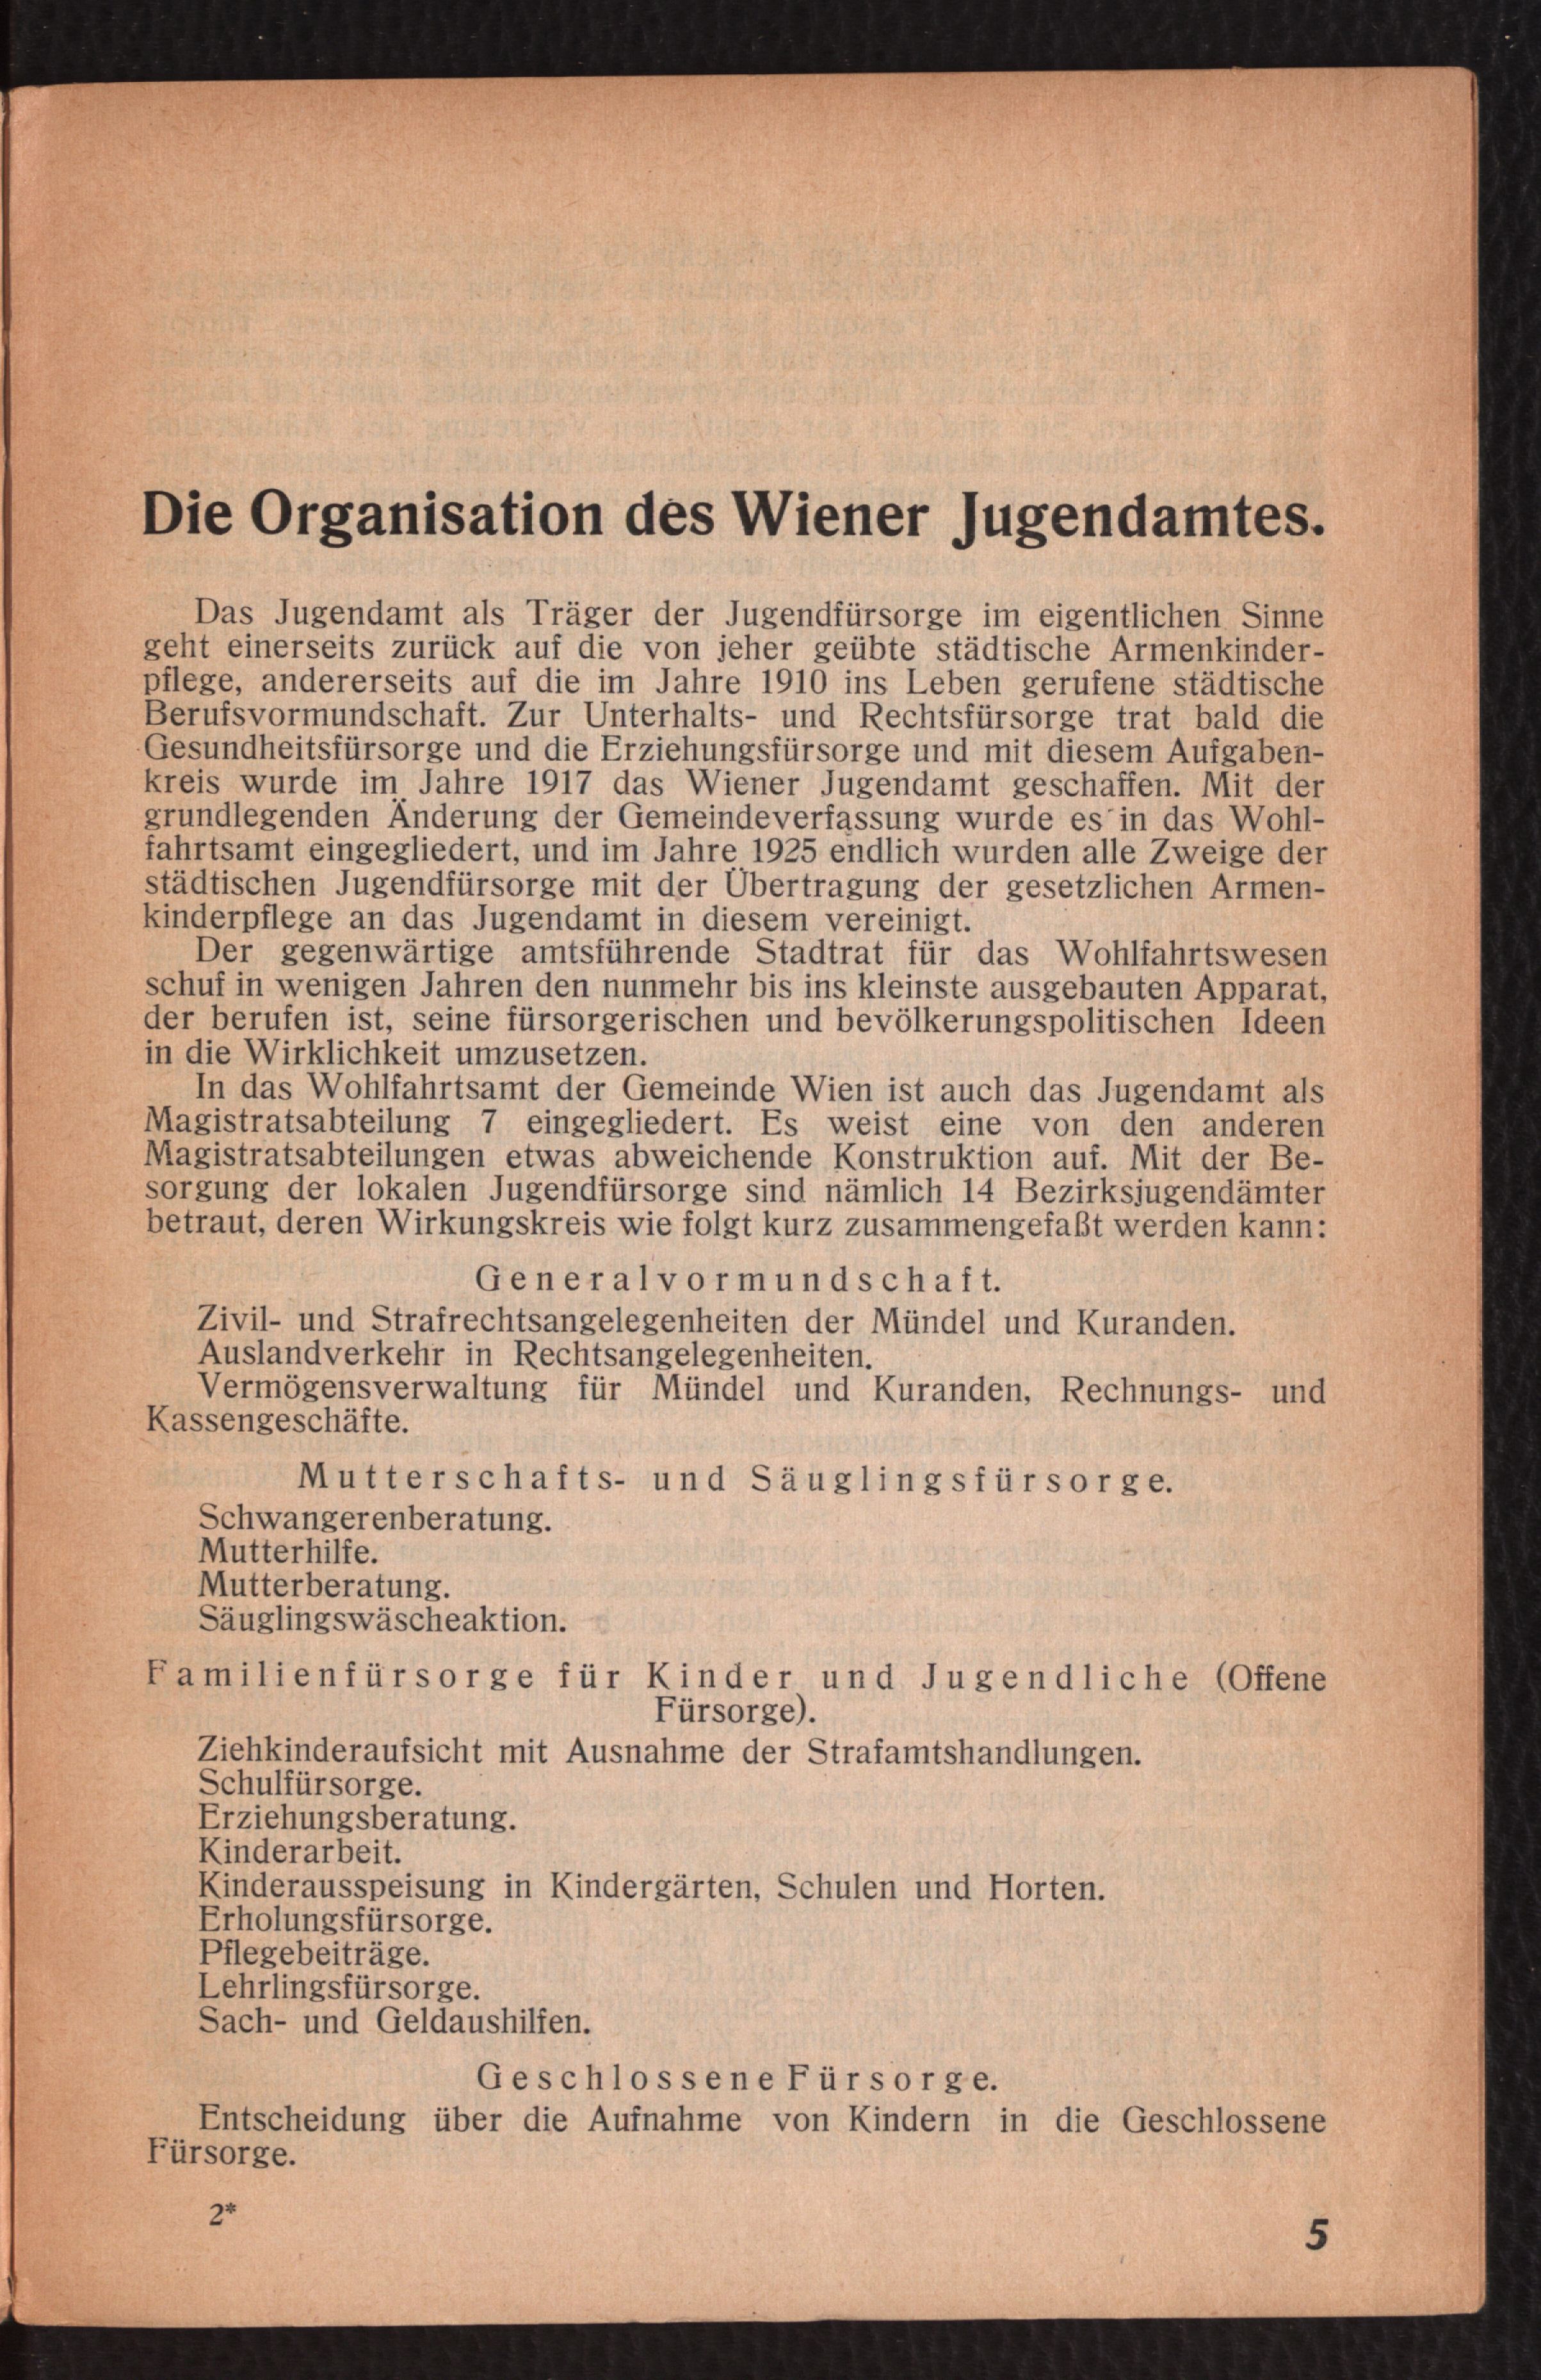 Die Organisation des Wiener Jugendamtes.
Das Jugendamt als Träger der Jugendfürsorge im eigentlichen Sinne
geht einerseits zurück auf die von jeher geübte städtische Armenkinder-
pflege, andererseits auf die im Jahre 1910 ins Leben gerufene städtische
Berufsvormundschaft. Zur Unterhalts- und Rechtsfürsorge trat bald die
Gesundheitsfürsorge und die Erziehungsfürsorge und mit diesem Aufgaben-
kreis wurde im Jahre 1917 das Wiener Jugendamt geschaffen. Mit der
grundlegenden Änderung der Gemeindeverfassung wurde es in das Wohl-
fahrtsamt eingegliedert, und im Jahre 1925 endlich wurden alle Zweige der
städtischen Jugendfürsorge mit der Übertragung der gesetzlichen Armen-
kinderpflege an das Jugendamt in diesem vereinigt.
Der gegenwärtige amtsführende Stadtrat für das Wohlfahrtswesen
schuf in wenigen Jahren den nunmehr bis ins kleinste ausgebauten Apparat,
der berufen ist, seine fürsorgerischen und bevölkerungspolitischen Ideen
in die Wirklichkeit umzusetzen.
In das Wohlfahrtsamt der Gemeinde Wien ist auch das Jugendamt als
Magistratsabteilung 7 eingegliedert. Es weist eine von den anderen
Magistratsabteilungen etwas abweichende Konstruktion auf. Mit der Be-
sorgung der lokalen Jugendfürsorge sind nämlich 14 Bezirksjugendämter
betraut, deren Wirkungskreis wie folgt kurz zusammengefaßt werden kann:
Generalvormundschaft.
Zivil- und Strafrechtsangelegenheiten der Mündel und Kuranden.
Auslandverkehr in Rechtsangelegenheiten.
Vermögensverwaltung für Mündel und Kuranden, Rechnungs- und
Kassengeschäfte.
Mutterschafts- und Säuglingsfürsorge.
Schwangerenberatung.
Mutterhilfe.
Mutterberatung.
Säuglingswäscheaktion.
Familienfürsorge für Kinder und Jugendliche (Offene
Fürsorge).
Ziehkinderaufsicht mit Ausnahme der Strafamtshandlungen.
Schulfürsorge.
Erziehungsberatung.
Kinderarbeit.
Kinderausspeisung in Kindergärten, Schulen und Horten.
Erholungsfürsorge.
Pflegebeiträge.
Lehrlingsfürsorge.
Sach- und Geldaushilfen.
Geschlossene Fürsorge.
Entscheidung über die Aufnahme von Kindern in die Geschlossene
Fürsorge.
2*
5